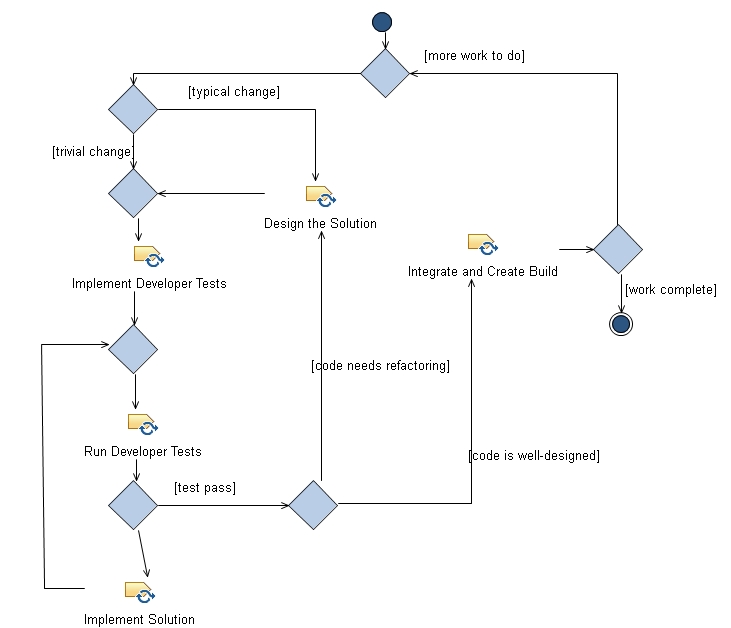 [more work to do]
[typical change]
[trivial change]
Design the Solution
Integrate and Create Build
Implement Developer Tests
[work complete]
[code needs refactoring]
Run Developer Tests
[code is well-designed]
[test pass]
Implement Solution